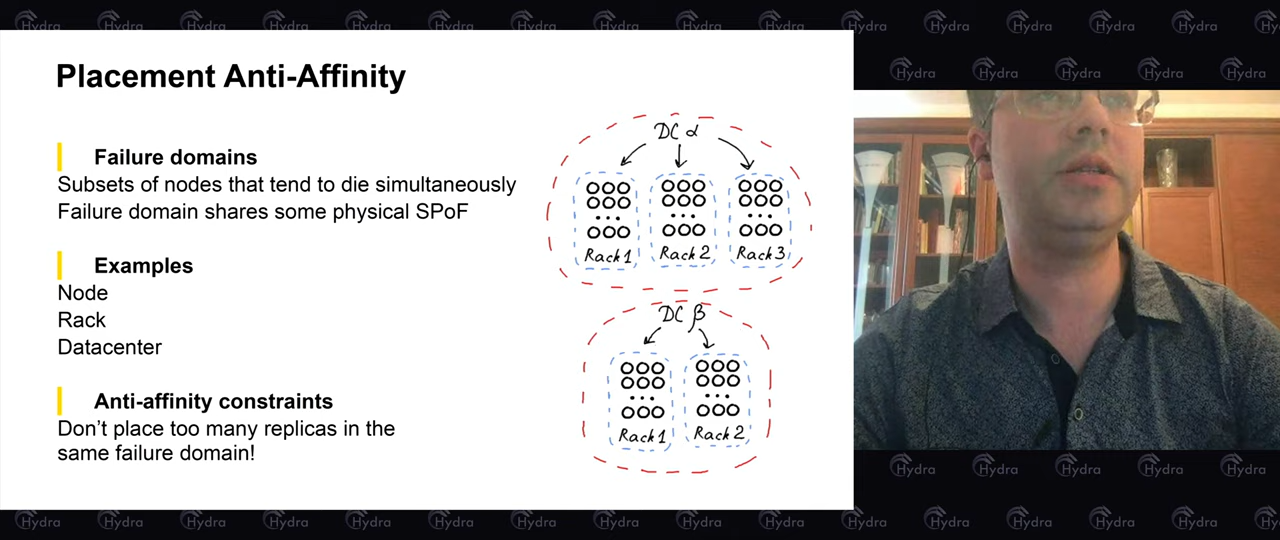 Placement Anti-Affinity
Failure domains
Subsets of nodes that tend to die simultaneously
Failure domain shares some physical SPoF
Examples
Node
Rack
Datacenter
Anti-affinity constraints
Don’t place too many replicas in the
same failure domain!
DC α
Rack 1 Rack 2 Rack 3
DC β
Rack 1 Rack 2
Hydra